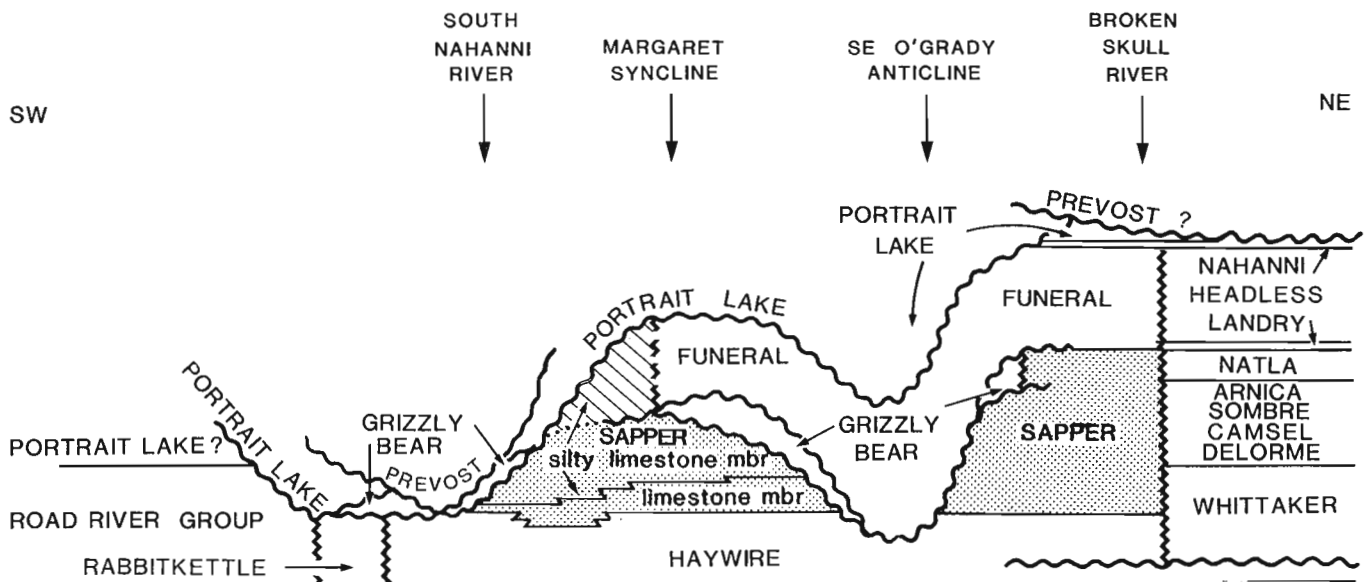 SOUTH
NAHANNI
RIVER
MARGARET
SYNCLINE
SE O'GRADY
ANTICLINE
BROKEN
SKULL
RIVER
SW
NE
PORTRAIT
LAKE
PREVOST ?
NAHANNI
HEADLESS
LANDRY
FUNERAL
PORTRAIT LAKE
FUNERAL
NATLA
ARNICA
SOMBRE
CAMSEL
DELORME
PORTRAIT LAKE
GRIZZLY
BEAR
PREVOST
SAPPER
silty limestone mbr
limestone mbr
GRIZZLY
BEAR
SAPPER
PORTRAIT LAKE?
ROAD RIVER GROUP
WHITTAKER
RABBITKETTLE
HAYWIRE